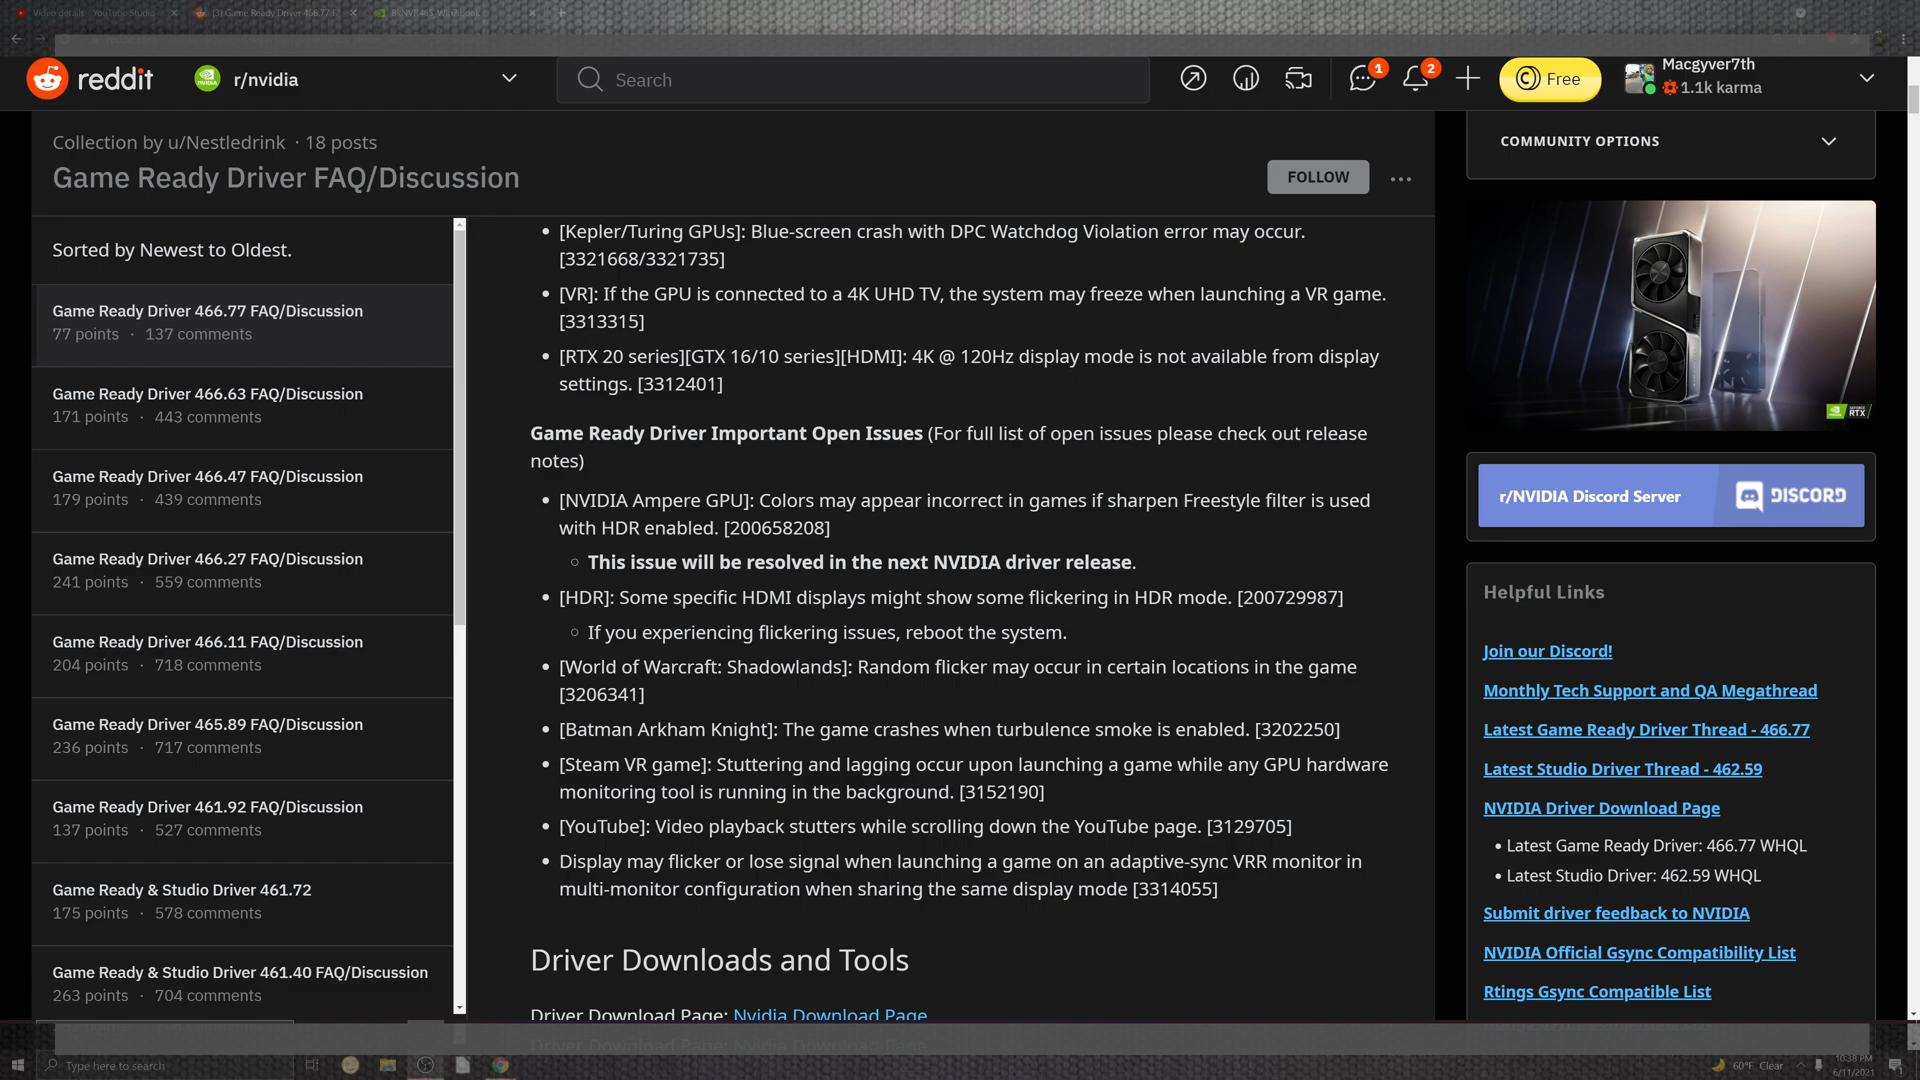 Video details - YouTube Studio
(3) Game Ready Driver 466.77 F
reddit
r/nvidia
Search
1
2
Free
Macgyver7th
1.1k karma
Collection by u/Nestledrink · 18 posts
Game Ready Driver FAQ/Discussion
FOLLOW
Sorted by Newest to Oldest.
Game Ready Driver 466.77 FAQ/Discussion
77 points · 137 comments
Game Ready Driver 466.63 FAQ/Discussion
171 points · 443 comments
Game Ready Driver 466.47 FAQ/Discussion
179 points · 439 comments
Game Ready Driver 466.27 FAQ/Discussion
241 points · 559 comments
Game Ready Driver 466.11 FAQ/Discussion
204 points · 718 comments
Game Ready Driver 465.89 FAQ/Discussion
236 points · 717 comments
Game Ready Driver 461.92 FAQ/Discussion
137 points · 527 comments
Game Ready & Studio Driver 461.72
175 points · 578 comments
Game Ready & Studio Driver 461.40 FAQ/Discussion
263 points · 704 comments
• [Kepler/Turing GPUs]: Blue-screen crash with DPC Watchdog Violation error may occur.
[3321668/3321735]
• [VR]: If the GPU is connected to a 4K UHD TV, the system may freeze when launching a VR game.
[3313315]
• [RTX 20 series][GTX 16/10 series][HDMI]: 4K @ 120Hz display mode is not available from display
settings. [3312401]
Game Ready Driver Important Open Issues (For full list of open issues please check out release
notes)
• [NVIDIA Ampere GPU]: Colors may appear incorrect in games if sharpen Freestyle filter is used
with HDR enabled. [200658208]
○ This issue will be resolved in the next NVIDIA driver release.
• [HDR]: Some specific HDMI displays might show some flickering in HDR mode. [200729987]
○ If you experiencing flickering issues, reboot the system.
• [World of Warcraft: Shadowlands]: Random flicker may occur in certain locations in the game
[3206341]
• [Batman Arkham Knight]: The game crashes when turbulence smoke is enabled. [3202250]
• [Steam VR game]: Stuttering and lagging occur upon launching a game while any GPU hardware
monitoring tool is running in the background. [3152190]
• [YouTube]: Video playback stutters while scrolling down the YouTube page. [3129705]
• Display may flicker or lose signal when launching a game on an adaptive-sync VRR monitor in
multi-monitor configuration when sharing the same display mode [3314055]
Driver Downloads and Tools
Driver Download Page: Nvidia Download Page
COMMUNITY OPTIONS
RTX
r/NVIDIA Discord Server
DISCORD
Helpful Links
Join our Discord!
Monthly Tech Support and QA Megathread
Latest Game Ready Driver Thread - 466.77
Latest Studio Driver Thread - 462.59
NVIDIA Driver Download Page
• Latest Game Ready Driver: 466.77 WHQL
• Latest Studio Driver: 462.59 WHQL
Submit driver feedback to NVIDIA
NVIDIA Official Gsync Compatibility List
Rtings Gsync Compatible List
Type here to search
60°F Clear
10:38 PM
6/11/2021